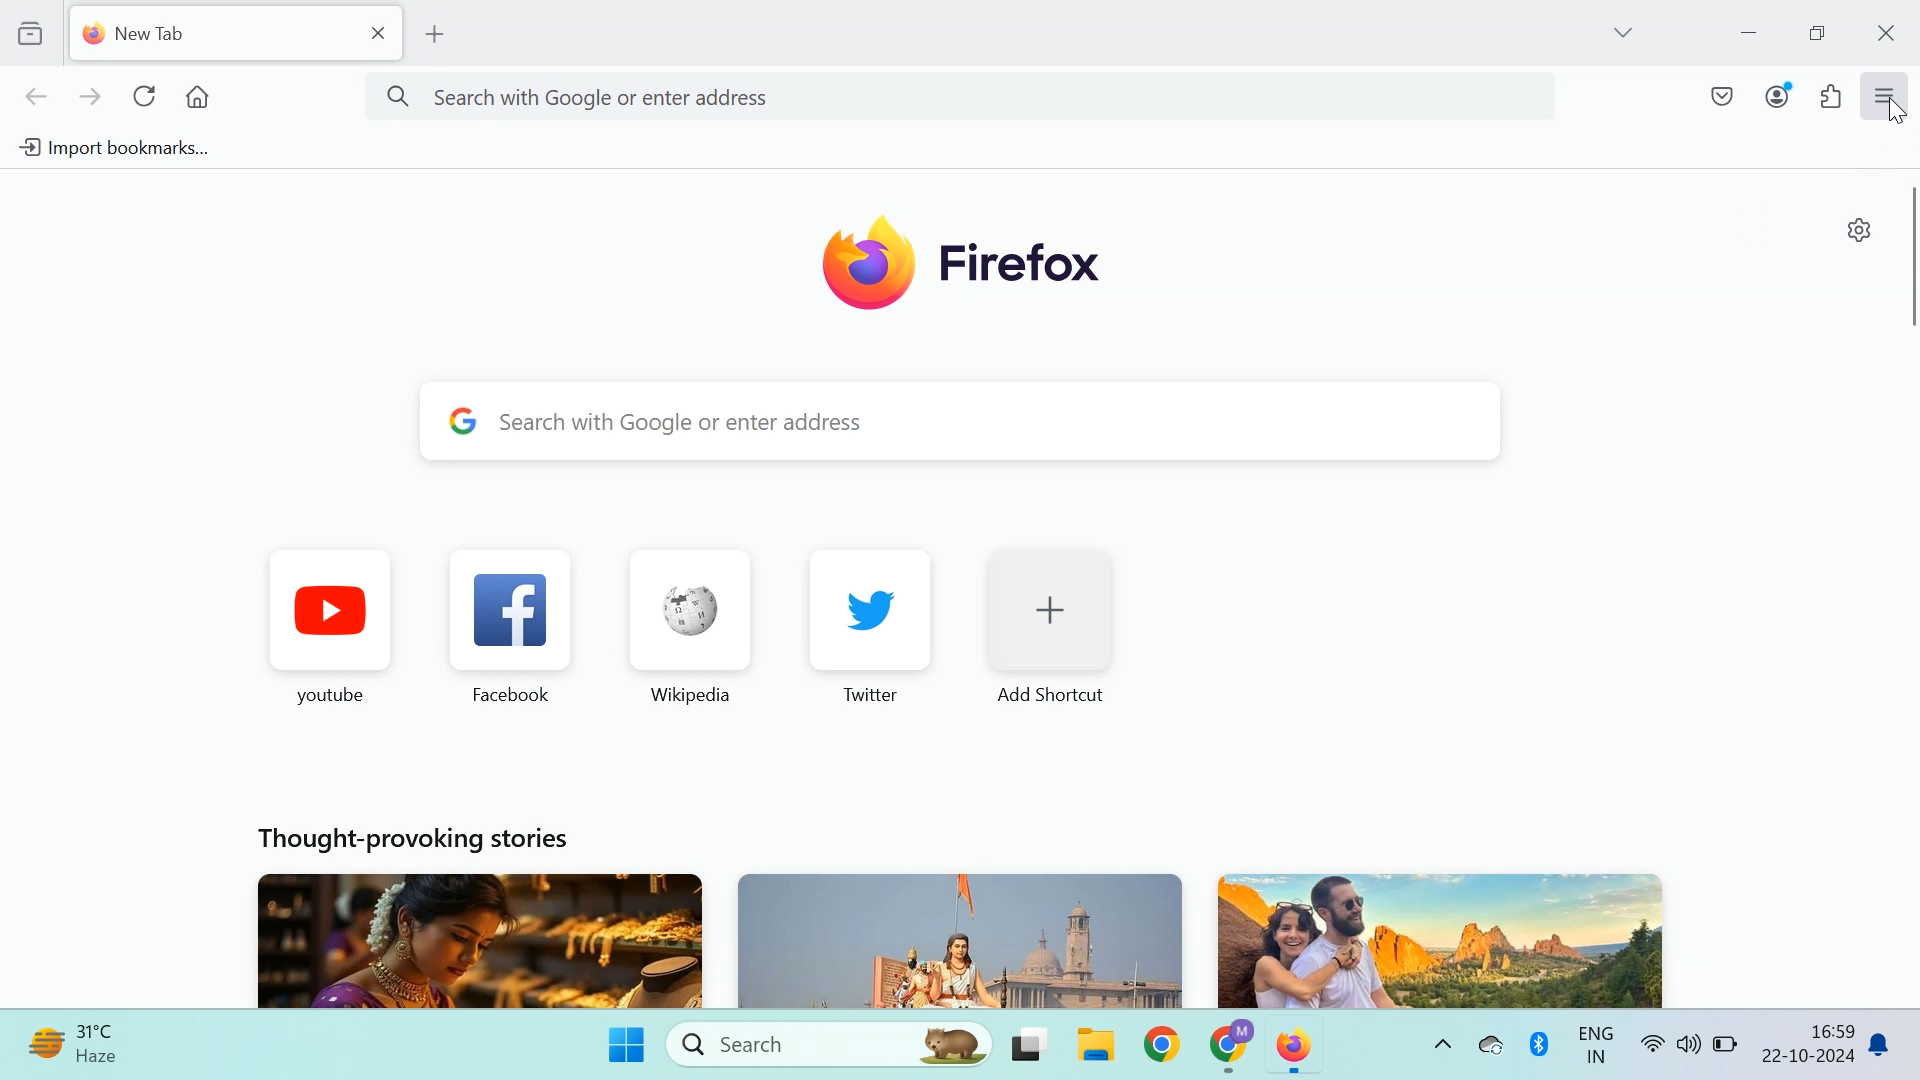 New Tab
Search with Google or enter address
Import bookmarks...
Firefox
Search with Google or enter address
youtube
Facebook
Wikipedia
Twitter
Add Shortcut
Thought-provoking stories
31°C
Haze
Search
M
ENG
IN
16:59
22-10-2024